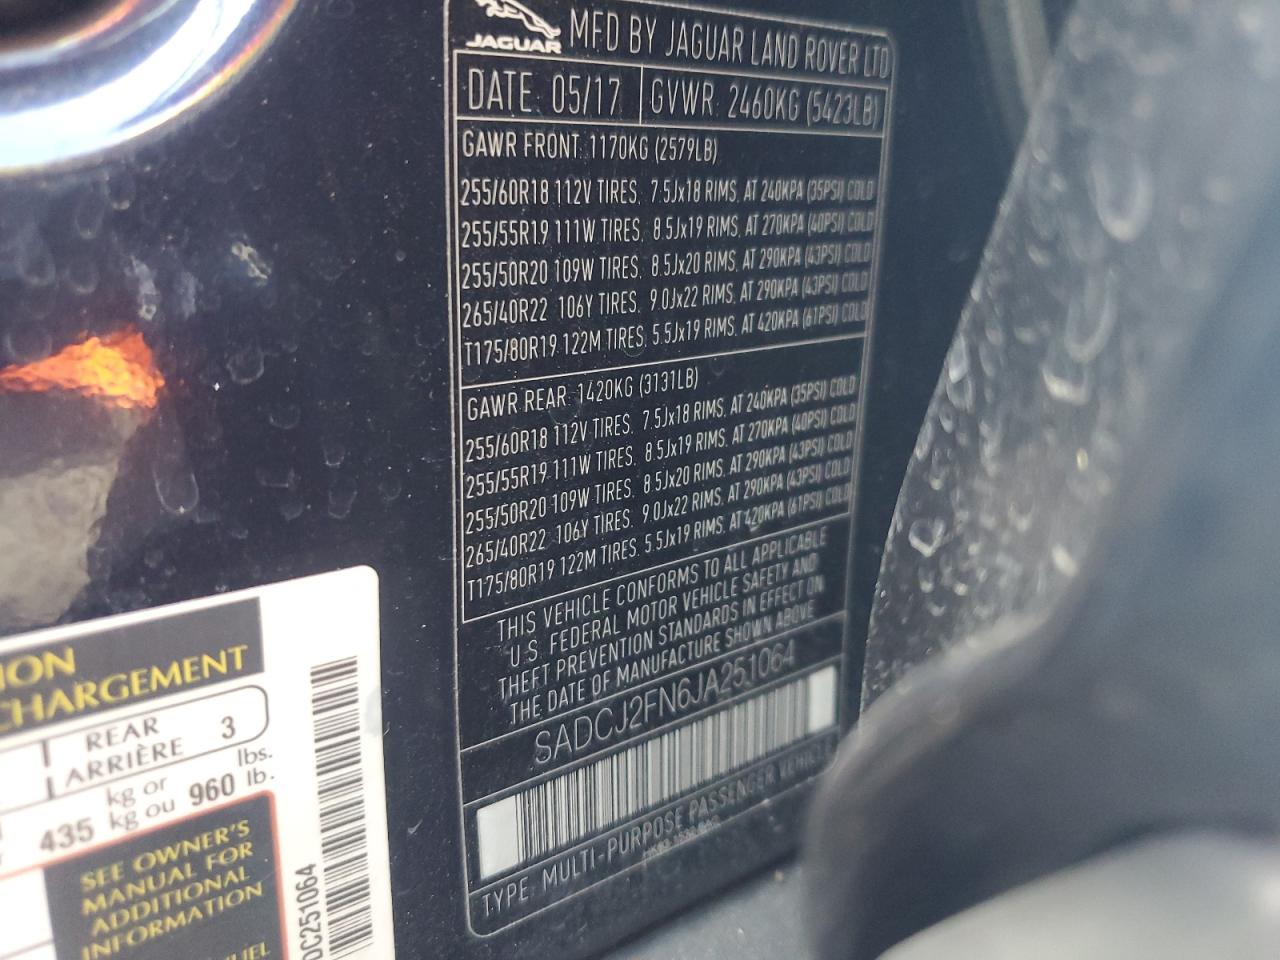 JAGUAR MFD BY JAGUAR LAND ROVER LTD
DATE: 05/17 GVWR: 2460KG (5423LB)
GAWR FRONT: 1170KG (2579LB)
255/60R18 112V TIRES, 7.5Jx18 RIMS, AT 240KPA (35PSI) COLD
255/55R19 111W TIRES, 8.5Jx19 RIMS, AT 270KPA (40PSI) COLD
255/50R20 109W TIRES, 8.5Jx20 RIMS, AT 290KPA (43PSI) COLD
265/40R22 106Y TIRES, 9.0Jx22 RIMS, AT 290KPA (43PSI) COLD
T175/80R19 122M TIRES, 5.5Jx19 RIMS, AT 420KPA (61PSI) COLD
GAWR REAR: 1420KG (3131LB)
255/60R18 112V TIRES, 7.5Jx18 RIMS, AT 240KPA (35PSI) COLD
255/55R19 111W TIRES, 8.5Jx19 RIMS, AT 270KPA (40PSI) COLD
255/50R20 109W TIRES, 8.5Jx20 RIMS, AT 290KPA (43PSI) COLD
265/40R22 106Y TIRES, 9.0Jx22 RIMS, AT 290KPA (43PSI) COLD
T175/80R19 122M TIRES, 5.5Jx19 RIMS, AT 420KPA (61PSI) COLD
THIS VEHICLE CONFORMS TO ALL APPLICABLE
U.S. FEDERAL MOTOR VEHICLE SAFETY AND
THEFT PREVENTION STANDARDS IN EFFECT ON
THE DATE OF MANUFACTURE SHOWN ABOVE
SADCJ2FN6JA251064
TYPE: MULTI-PURPOSE PASSENGER VEHICLE
ION
CHARGEMENT
REAR 3
ARRIÈRE
kg or lbs.
435 kg ou 960 lb.
SEE OWNER'S
MANUAL FOR
ADDITIONAL
INFORMATION
UEL
DC251064